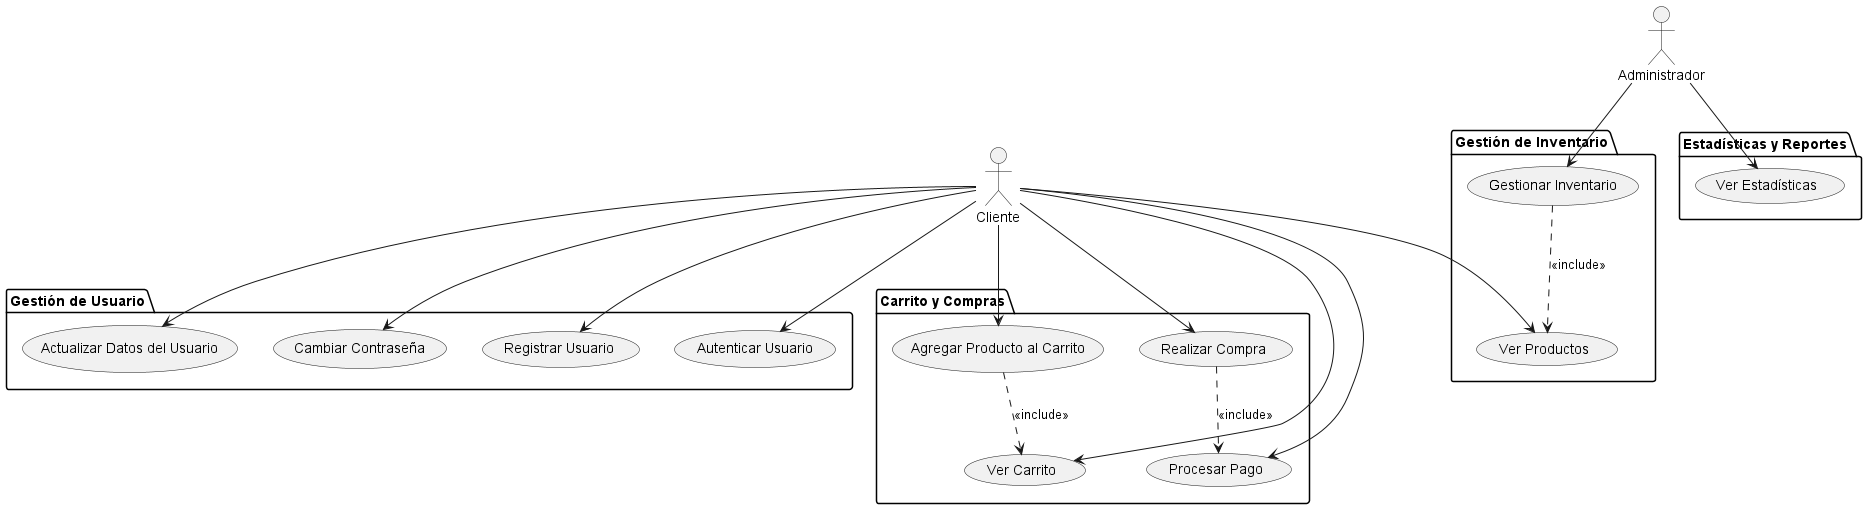 Administrador
Gestión de Inventario
Estadísticas y Reportes
Gestionar Inventario
Ver Estadísticas
Cliente
«include»
Gestión de Usuario
Carrito y Compras
Actualizar Datos del Usuario
Cambiar Contraseña
Registrar Usuario
Autenticar Usuario
Agregar Producto al Carrito
Realizar Compra
Ver Productos
«include»
«include»
Ver Carrito
Procesar Pago